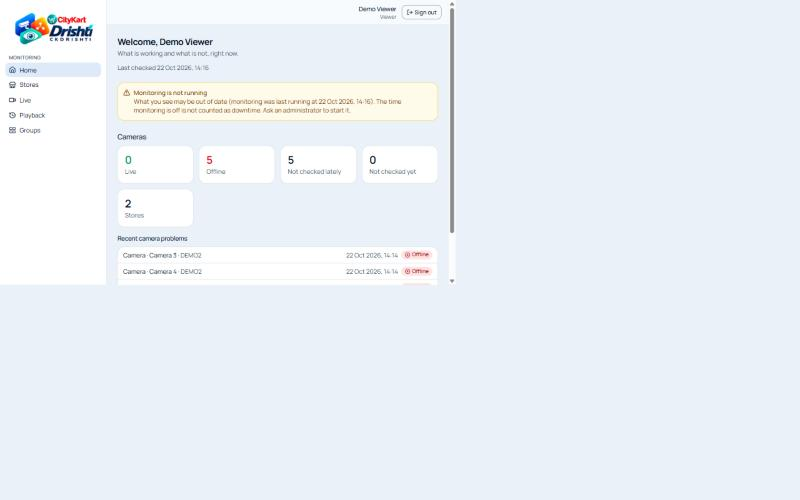 CityKart
Drishti
CKDRISHTI
MONITORING
Home
Stores
Live
Playback
Groups
Demo Viewer
Viewer
Sign out
Welcome, Demo Viewer
What is working and what is not, right now.
Last checked 22 Oct 2026, 14:16
Monitoring is not running
What you see may be out of date (monitoring was last running at 22 Oct 2026, 14:16). The time
monitoring is off is not counted as downtime. Ask an administrator to start it.
Cameras
0
Live
5
Offline
5
Not checked lately
0
Not checked yet
2
Stores
Recent camera problems
Camera · Camera 3 · DEMO2 22 Oct 2026, 14:14 Offline
Camera · Camera 4 · DEMO2 22 Oct 2026, 14:14 Offline